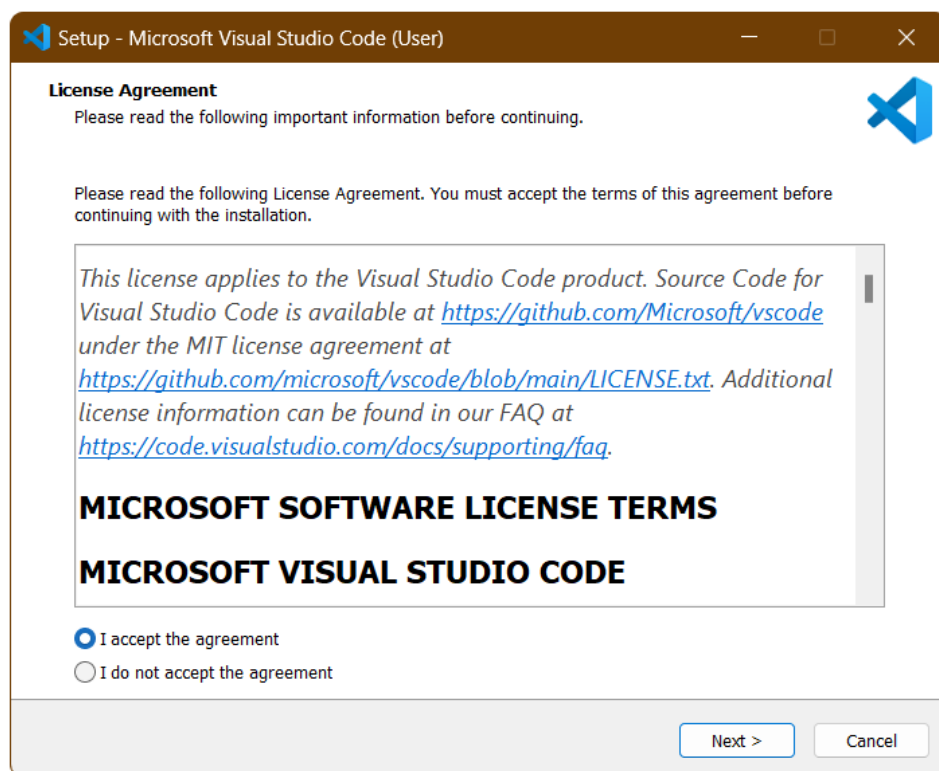 Setup - Microsoft Visual Studio Code (User)
License Agreement
Please read the following important information before continuing.
Please read the following License Agreement. You must accept the terms of this agreement before
continuing with the installation.
This license applies to the Visual Studio Code product. Source Code for
Visual Studio Code is available at https://github.com/Microsoft/vscode
under the MIT license agreement at
https://github.com/microsoft/vscode/blob/main/LICENSE.txt. Additional
license information can be found in our FAQ at
https://code.visualstudio.com/docs/supporting/faq.
MICROSOFT SOFTWARE LICENSE TERMS
MICROSOFT VISUAL STUDIO CODE
I accept the agreement
I do not accept the agreement
Next >
Cancel